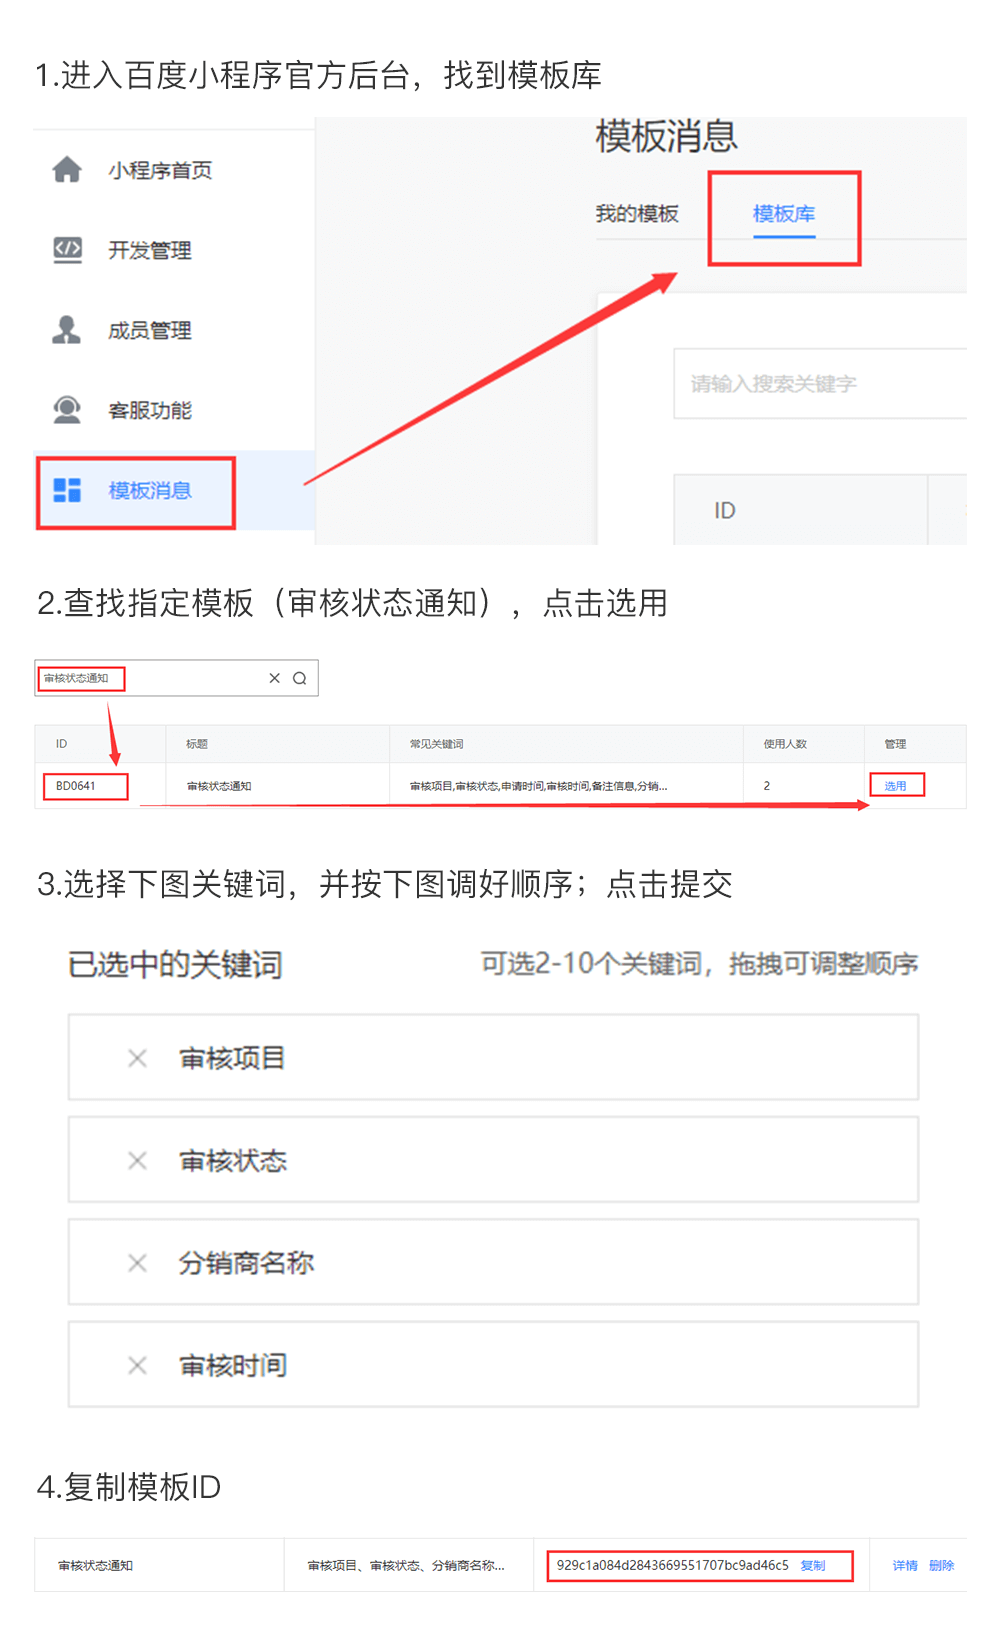 1.进入百度小程序官方后台，找到模板库
模板消息
小程序首页
我的模板 模板库
开发管理
成员管理
请输入搜索关键字
客服功能
模板消息
ID
2.查找指定模板（审核状态通知），点击选用
审核状态通知
ID 标题 常见关键词 使用人数 管理
BD0641 审核状态通知 审核项目,审核状态,申请时间,审核时间,备注信息,分销... 2 选用
3.选择下图关键词，并按下图调好顺序；点击提交
已选中的关键词 可选2-10个关键词，拖拽可调整顺序
审核项目
审核状态
分销商名称
审核时间
4.复制模板ID
审核状态通知 审核项目、审核状态、分销商名称... 929c1a084d2843669551707bc9ad46c5 复制 详情 删除